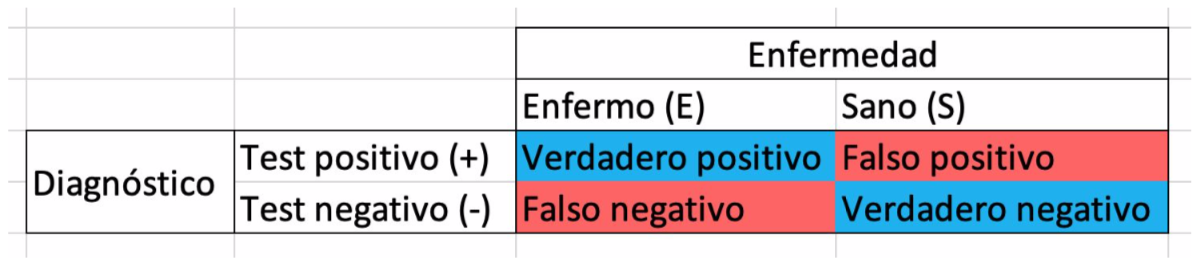 Enfermedad
Enfermo (E) Sano (S)
Diagnóstico
Test positivo (+) Verdadero positivo Falso positivo
Test negativo (-) Falso negativo Verdadero negativo